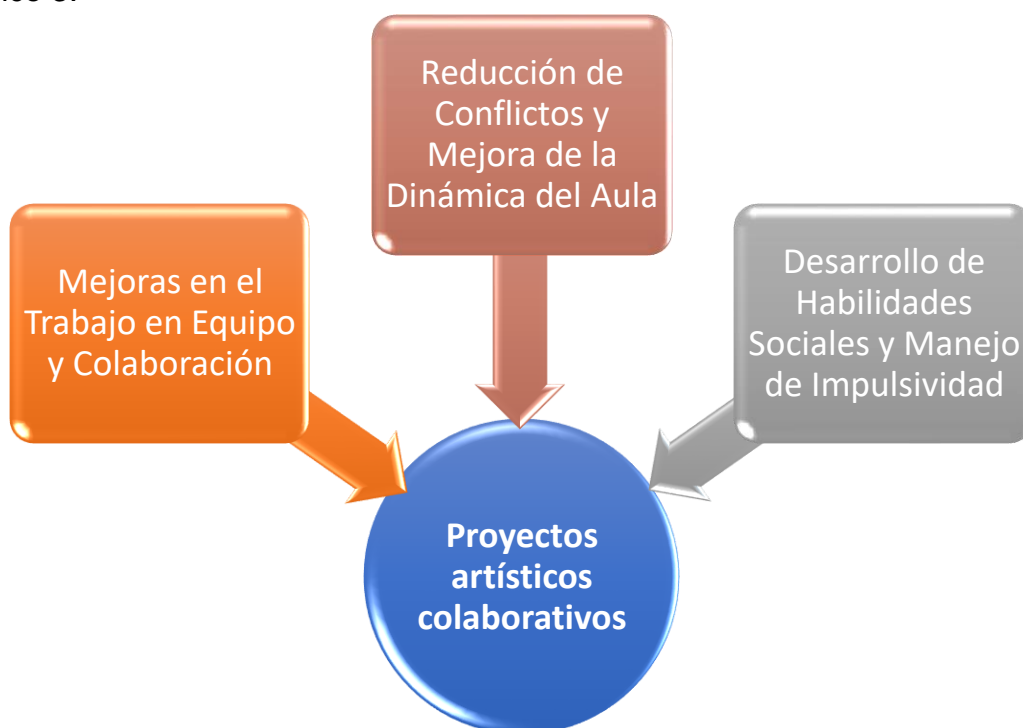 Reducción de
Conflictos y
Mejora de la
Dinámica del Aula
Mejoras en el
Trabajo en Equipo
y Colaboración
Desarrollo de
Habilidades
Sociales y Manejo
de Impulsividad
Proyectos
artísticos
colaborativos